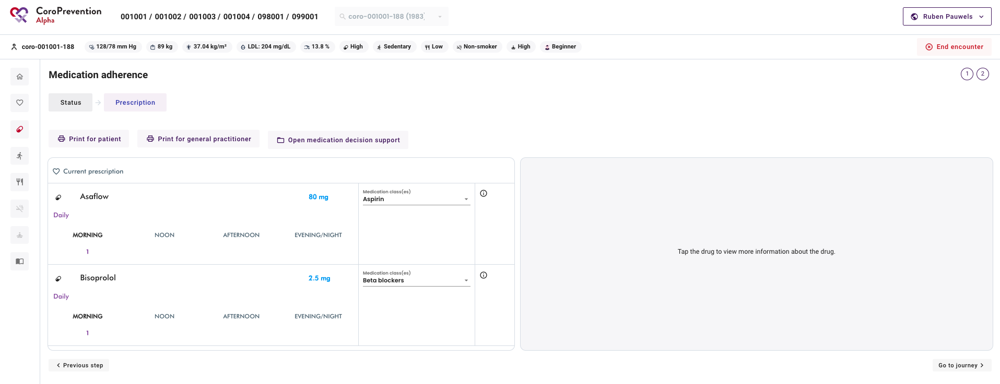 CoroPrevention
Alpha
001001 / 001002 / 001003 / 001004 / 098001 / 099001
coro-001001-188 (1983)
Ruben Pauwels
coro-001001-188
128/78 mm Hg
89 kg
37.04 kg/m²
LDL: 204 mg/dL
13.8 %
High
Sedentary
Low
Non-smoker
High
Beginner
End encounter
Medication adherence
1
2
Status
Prescription
Print for patient
Print for general practitioner
Open medication decision support
Current prescription
Asaflow
80 mg
Medication class(es)
Aspirin
Daily
MORNING
NOON
AFTERNOON
EVENING/NIGHT
1
Bisoprolol
2.5 mg
Medication class(es)
Beta blockers
Daily
MORNING
NOON
AFTERNOON
EVENING/NIGHT
1
Tap the drug to view more information about the drug.
Previous step
Go to journey